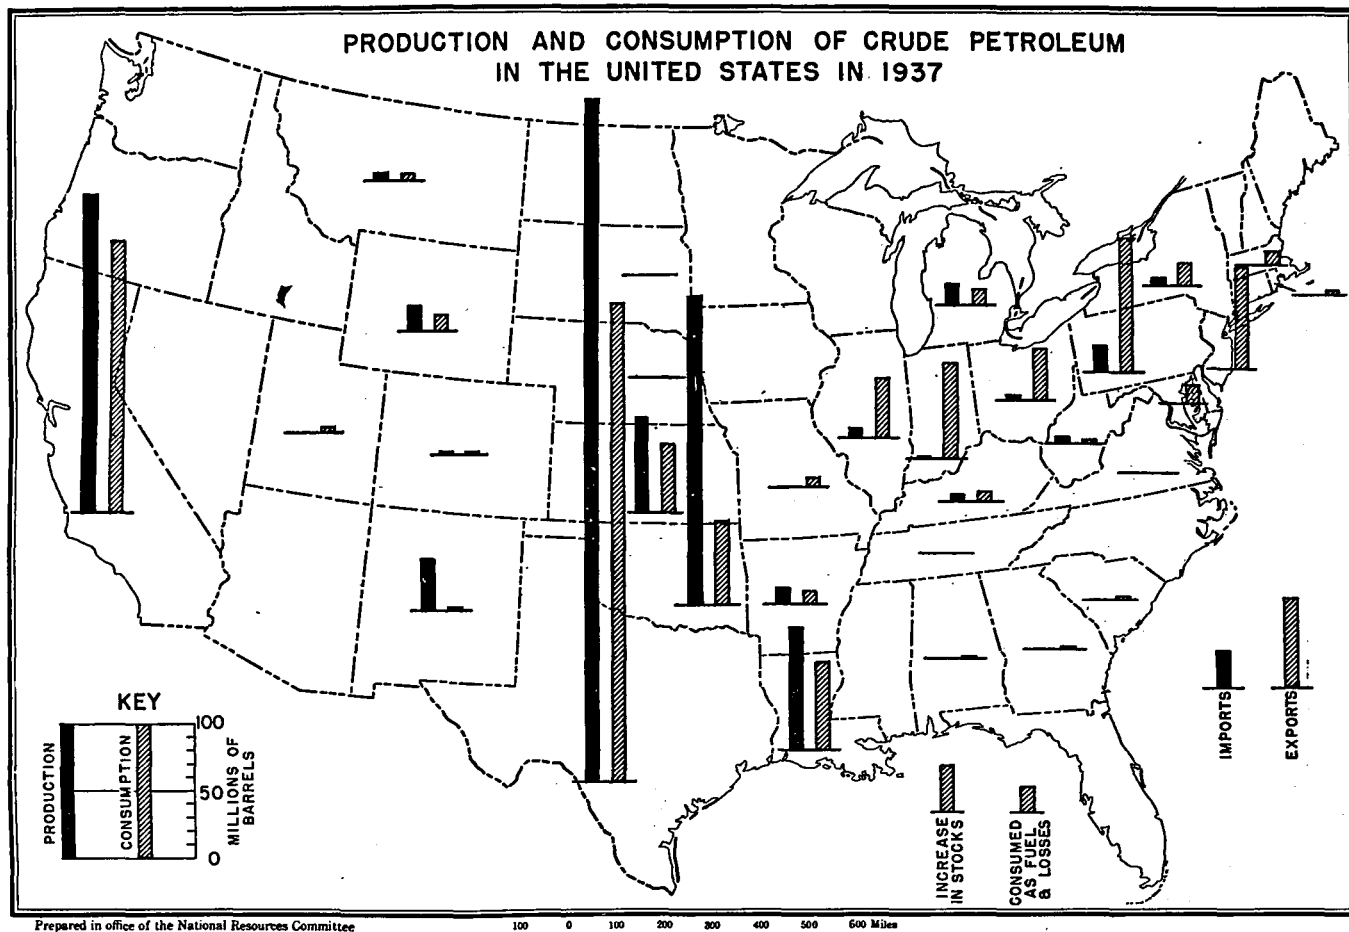 PRODUCTION AND CONSUMPTION OF CRUDE PETROLEUM
IN THE UNITED STATES IN 1937
KEY
PRODUCTION
CONSUMPTION
100
50
0
MILLIONS OF
BARRELS
IMPORTS
EXPORTS
INCREASE
IN STOCKS
CONSUMED
AS FUEL
& LOSSES
Prepared in office of the National Resources Committee
100 0 100 200 300 400 500 600 Miles